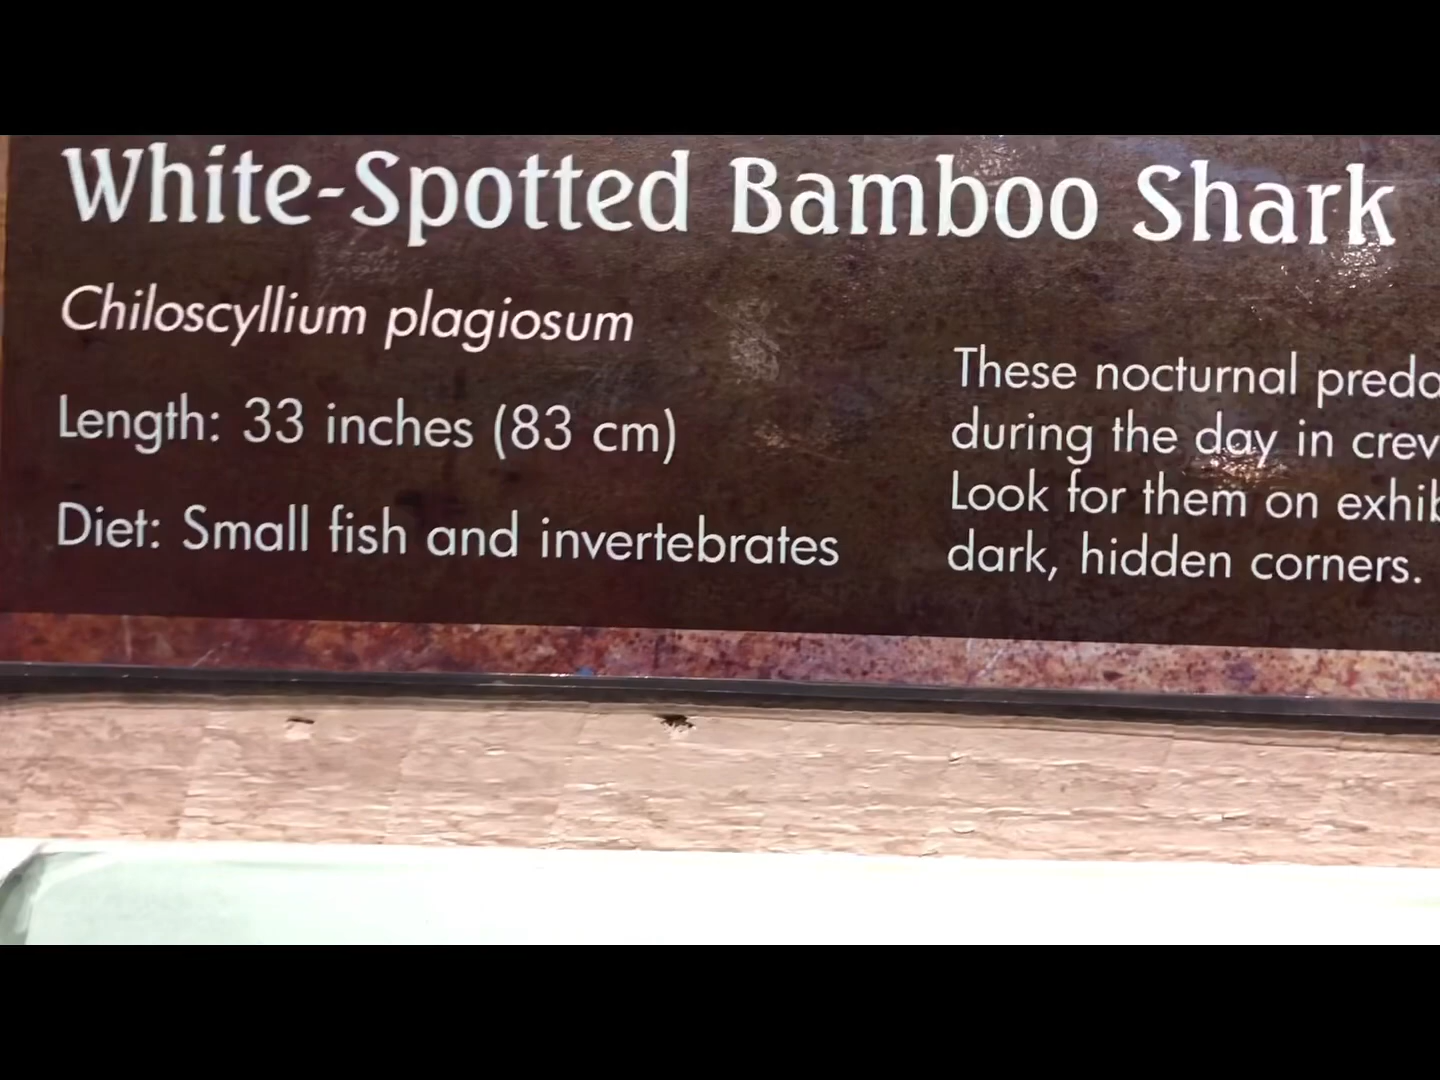 White-Spotted Bamboo Shark
Chiloscyllium plagiosum
Length: 33 inches (83 cm)
Diet: Small fish and invertebrates
These nocturnal
during the day in
Look for them on
dark, hidden corners.